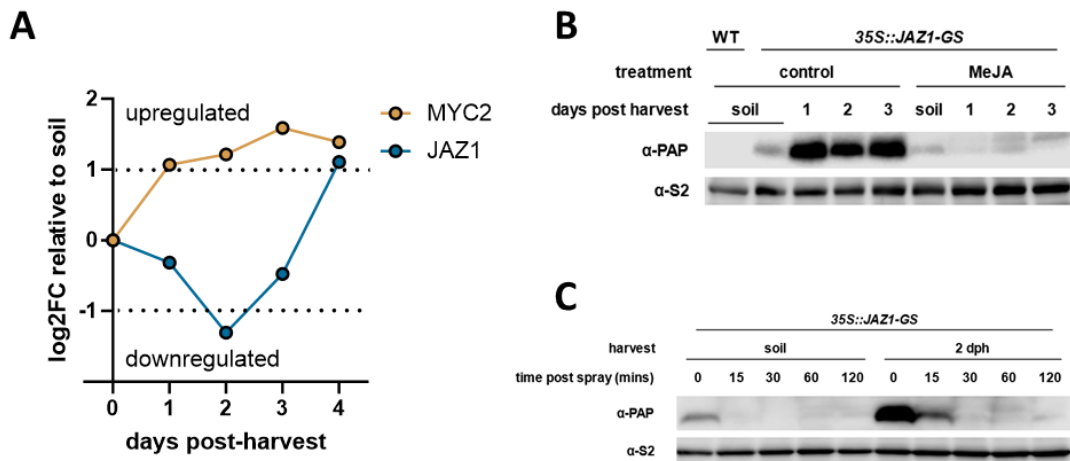 A
log2FC relative to soil
2
1
0
-1
upregulated
downregulated
MYC2
JAZ1
0 1 2 3 4
days post-harvest
B
WT 35S::JAZ1-GS
treatment control MeJA
days post harvest soil 1 2 3 soil 1 2 3
α-PAP
α-S2
C
35S::JAZ1-GS
harvest soil 2 dph
time post spray (mins) 0 15 30 60 120 0 15 30 60 120
α-PAP
α-S2